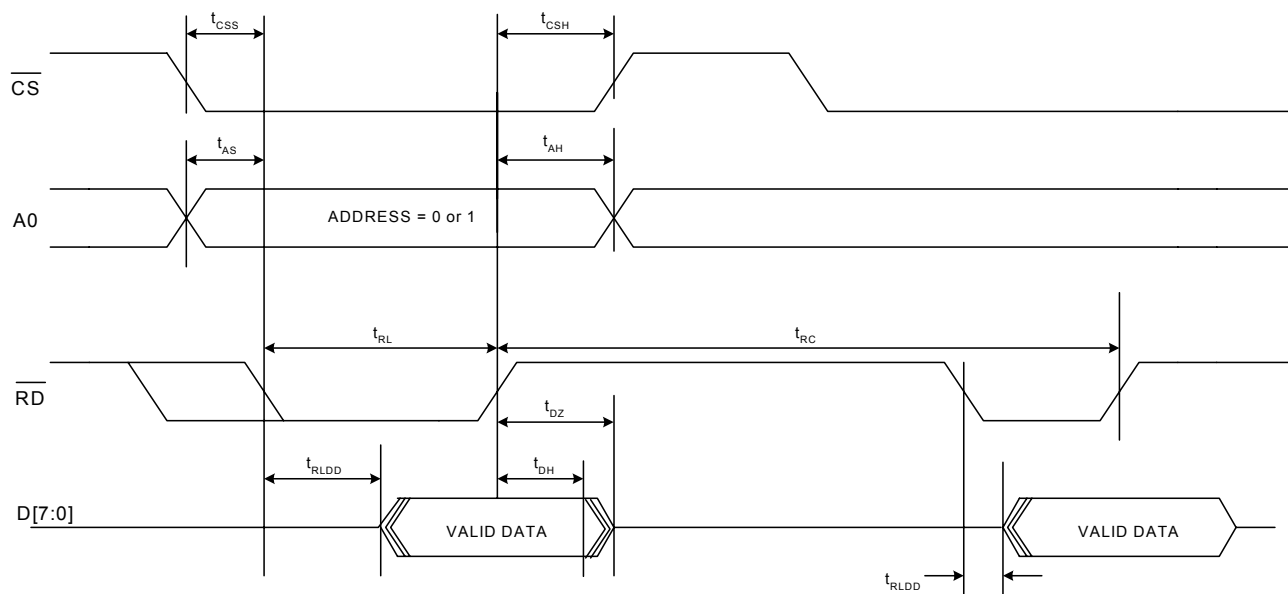 tCSS
tCSH
CS
tAS
tAH
A0
ADDRESS = 0 or 1
tRL
tRC
RD
tDZ
tRLDD
tDH
D[7:0]
VALID DATA
VALID DATA
tRLDD